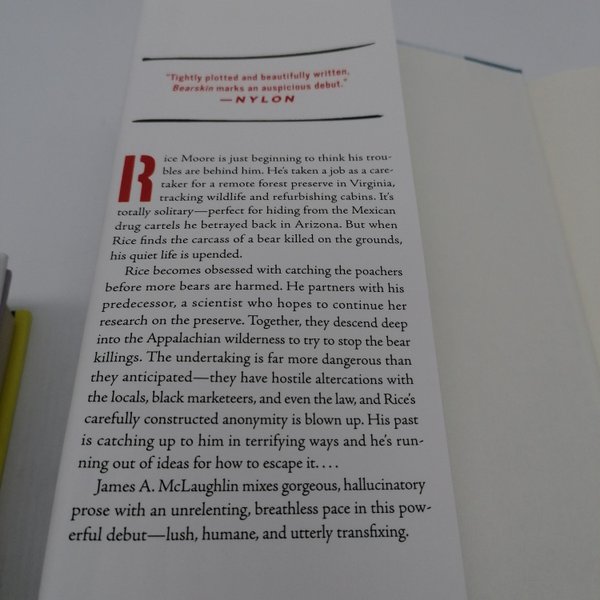 "Tightly plotted and beautifully written,
Bearskin marks an auspicious debut."
—NYLON
Rice Moore is just beginning to think his trou-
bles are behind him. He's taken a job as a care-
taker for a remote forest preserve in Virginia,
tracking wildlife and refurbishing cabins. It's
totally solitary—perfect for hiding from the Mexican
drug cartels he betrayed back in Arizona. But when
Rice finds the carcass of a bear killed on the grounds,
his quiet life is upended.
Rice becomes obsessed with catching the poachers
before more bears are harmed. He partners with his
predecessor, a scientist who hopes to continue her
research on the preserve. Together, they descend deep
into the Appalachian wilderness to try to stop the bear
killings. The undertaking is far more dangerous than
they anticipated—they have hostile altercations with
the locals, black marketeers, and even the law, and Rice's
carefully constructed anonymity is blown up. His past
is catching up to him in terrifying ways and he's run-
ning out of ideas for how to escape it. . . .
James A. McLaughlin mixes gorgeous, hallucinatory
prose with an unrelenting, breathless pace in this pow-
erful debut—lush, humane, and utterly transfixing.